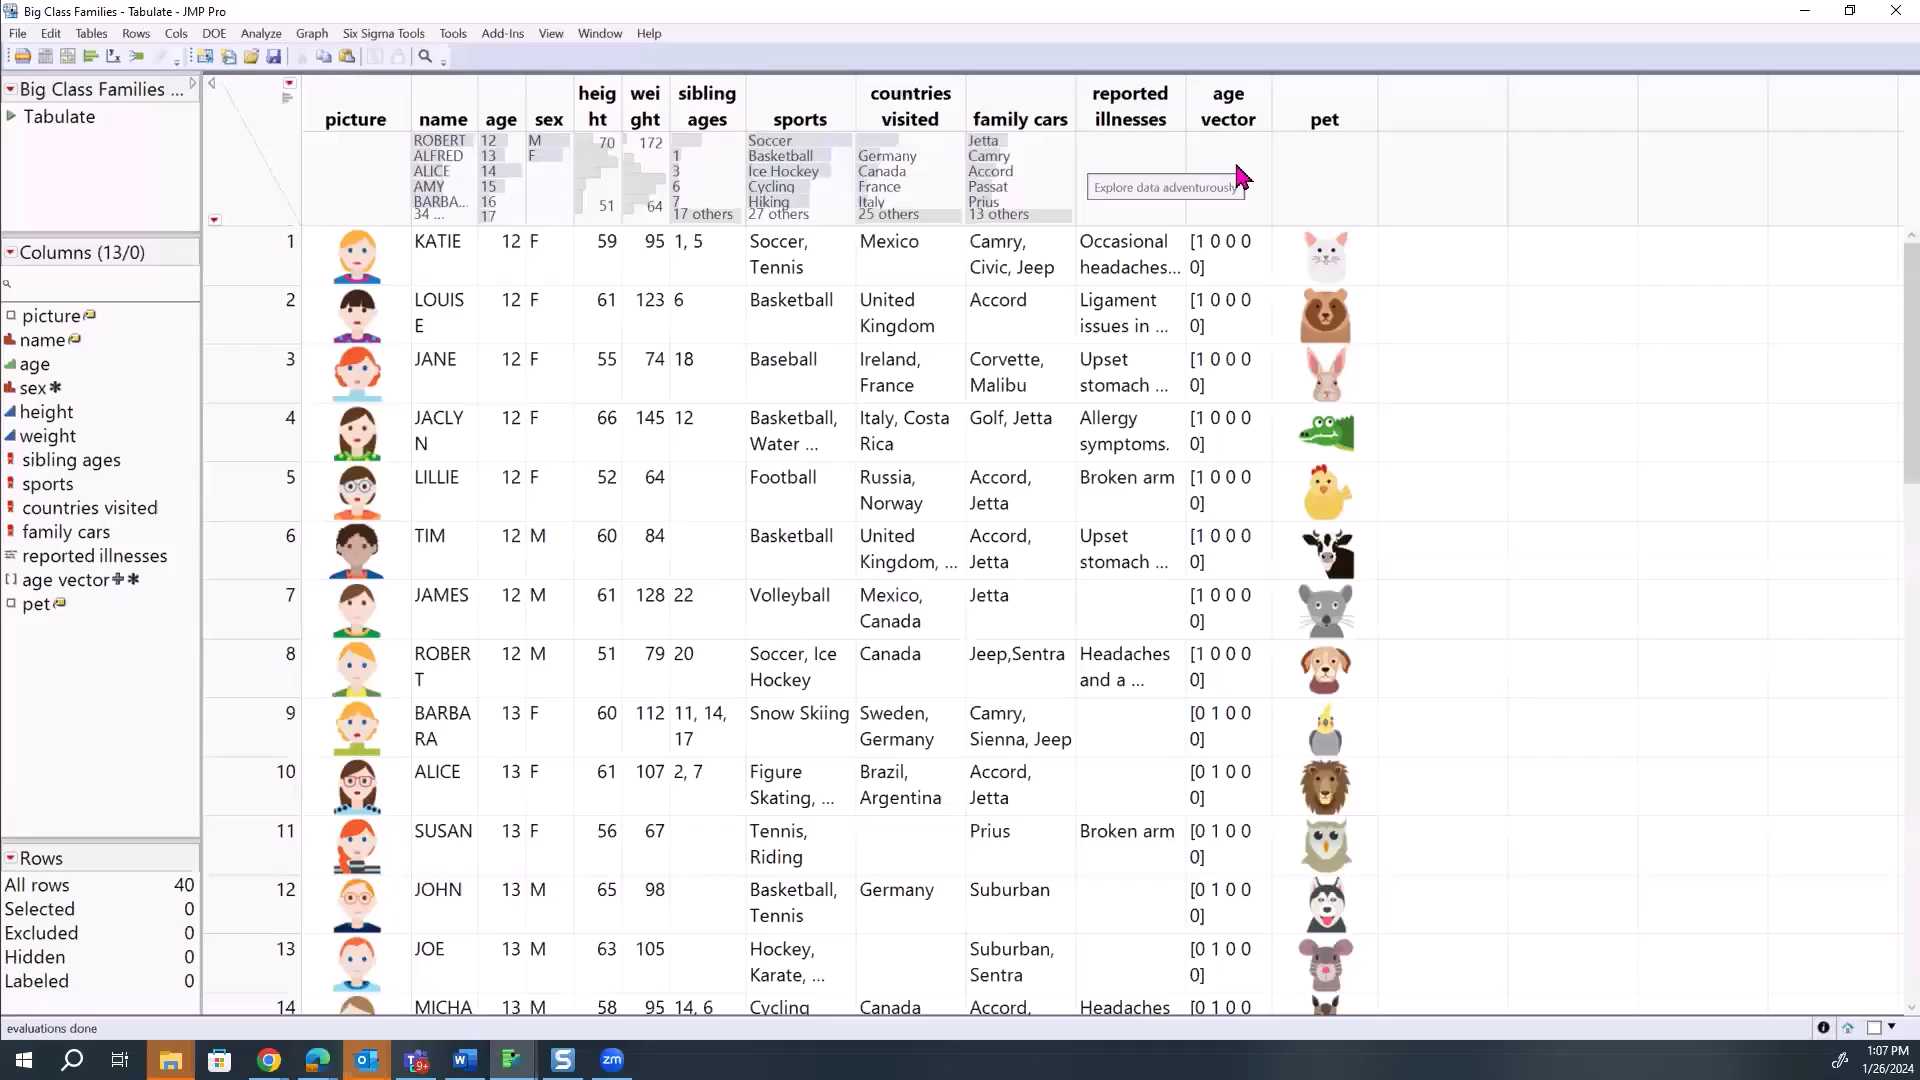 Big Class Families - Tabulate - JMP Pro
File Edit Tables Rows Cols DOE Analyze Graph Six Sigma Tools Tools Add-Ins View Window Help
Big Class Families ...
Tabulate
Columns (13/0)
picture
name
age
sex
height
weight
sibling ages
sports
countries visited
family cars
reported illnesses
age vector
pet
Rows
All rows 40
Selected 0
Excluded 0
Hidden 0
Labeled 0
picture name age sex heig ht wei ght sibling ages sports countries visited family cars reported illnesses age vector pet
ROBERT 12 M 70 172 Soccer Jetta
ALFRED 13 F 1 Basketball Germany Camry
ALICE 14 3 Ice Hockey Canada Accord
AMY 15 6 Cycling France Passat
BARBA... 16 51 64 7 Hiking Italy Prius
34 ... 17 17 others 27 others 25 others 13 others
Explore data adventurously
1 KATIE 12 F 59 95 1, 5 Soccer, Mexico Camry, Occasional [1 0 0 0
Tennis Civic, Jeep headaches... 0]
2 LOUIS 12 F 61 123 6 Basketball United Accord Ligament [1 0 0 0
E Kingdom issues in ... 0]
3 JANE 12 F 55 74 18 Baseball Ireland, Corvette, Upset [1 0 0 0
France Malibu stomach ... 0]
4 JACLY 12 F 66 145 12 Basketball, Italy, Costa Golf, Jetta Allergy [1 0 0 0
N Water ... Rica symptoms. 0]
5 LILLIE 12 F 52 64 Football Russia, Accord, Broken arm [1 0 0 0
Norway Jetta 0]
6 TIM 12 M 60 84 Basketball United Accord, Upset [1 0 0 0
Kingdom, ... Jetta stomach ... 0]
7 JAMES 12 M 61 128 22 Volleyball Mexico, Jetta [1 0 0 0
Canada 0]
8 ROBER 12 M 51 79 20 Soccer, Ice Canada Jeep,Sentra Headaches [1 0 0 0
T Hockey and a ... 0]
9 BARBA 13 F 60 112 11, 14, Snow Skiing Sweden, Camry, [0 1 0 0
RA 17 Germany Sienna, Jeep 0]
10 ALICE 13 F 61 107 2, 7 Figure Brazil, Accord, [0 1 0 0
Skating, ... Argentina Jetta 0]
11 SUSAN 13 F 56 67 Tennis, Prius Broken arm [0 1 0 0
Riding 0]
12 JOHN 13 M 65 98 Basketball, Germany Suburban [0 1 0 0
Tennis 0]
13 JOE 13 M 63 105 Hockey, Suburban, [0 1 0 0
Karate, ... Sentra 0]
14 MICHA 13 M 58 95 14, 6 Cycling Canada Accord, Headaches [0 1 0 0
evaluations done
9+
zm
1:07 PM
1/26/2024